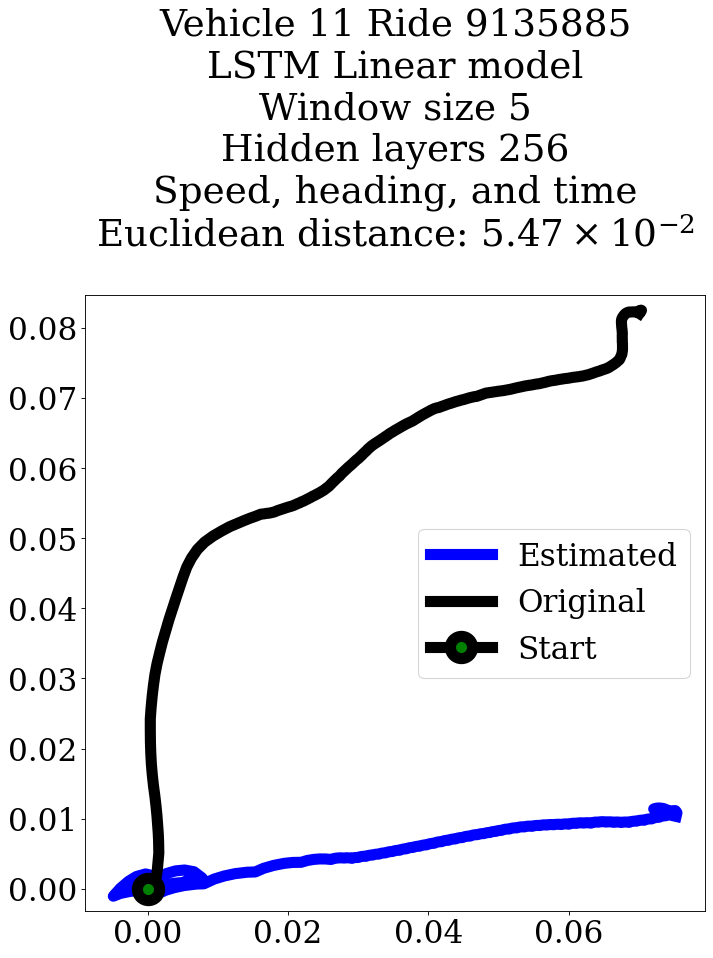 Vehicle 11 Ride 9135885
LSTM Linear model
Window size 5
Hidden layers 256
Speed, heading, and time
Euclidean distance: 5.47 × 10⁻²
0.08
0.07
0.06
0.05
0.04
0.03
0.02
0.01
0.00
Estimated
Original
Start
0.00 0.02 0.04 0.06